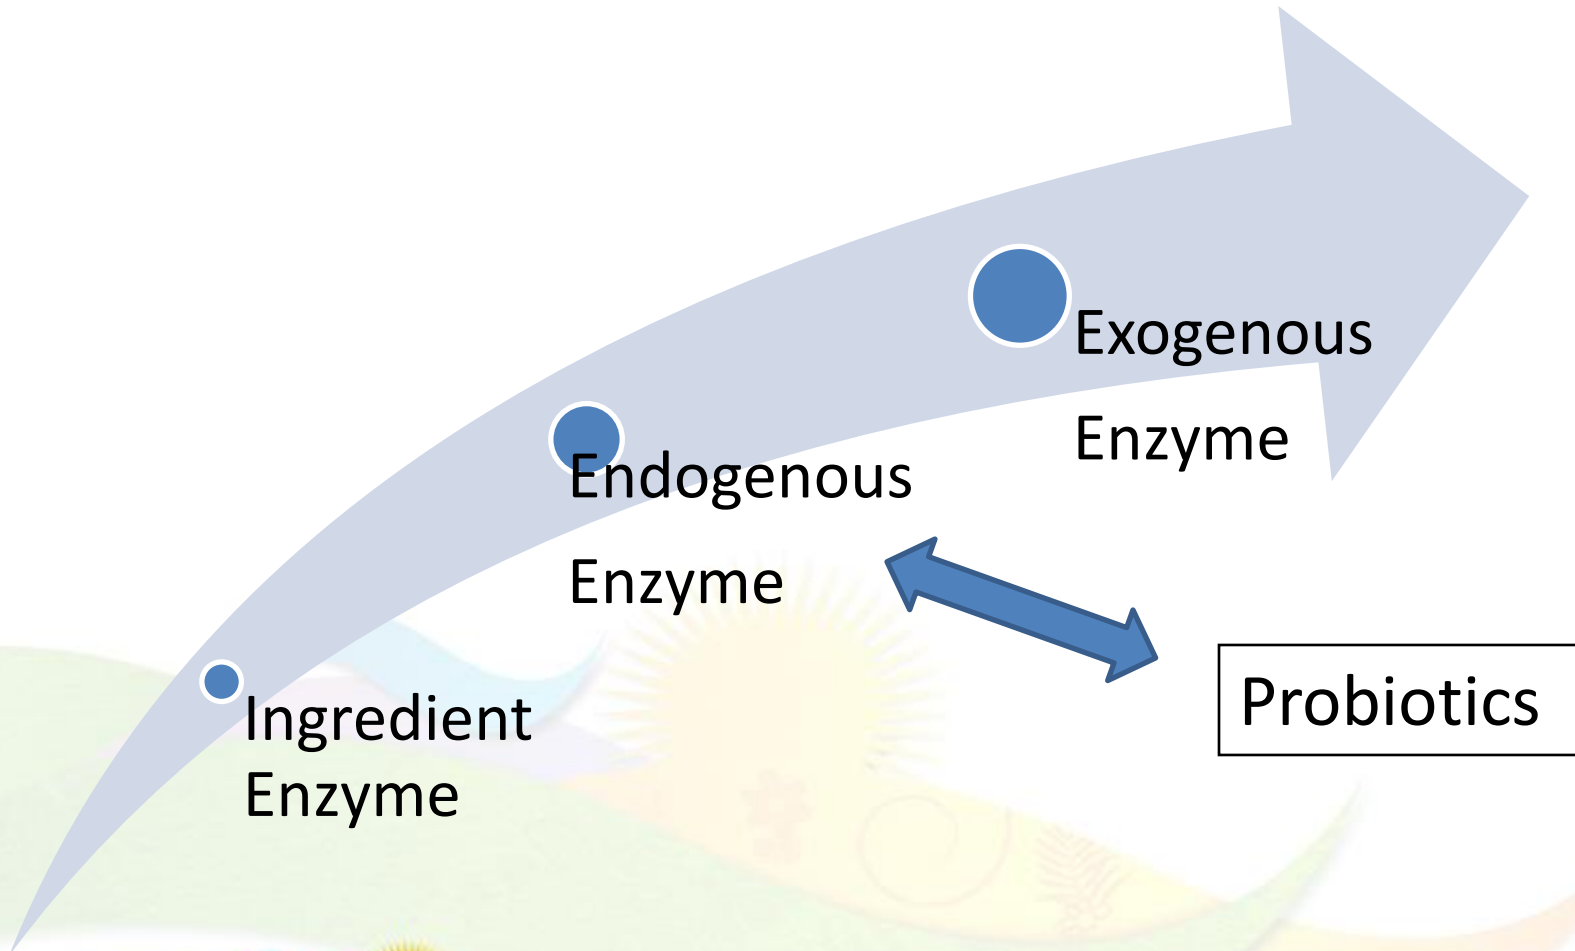 Exogenous
Enzyme
Endogenous
Enzyme
Ingredient
Enzyme
Probiotics